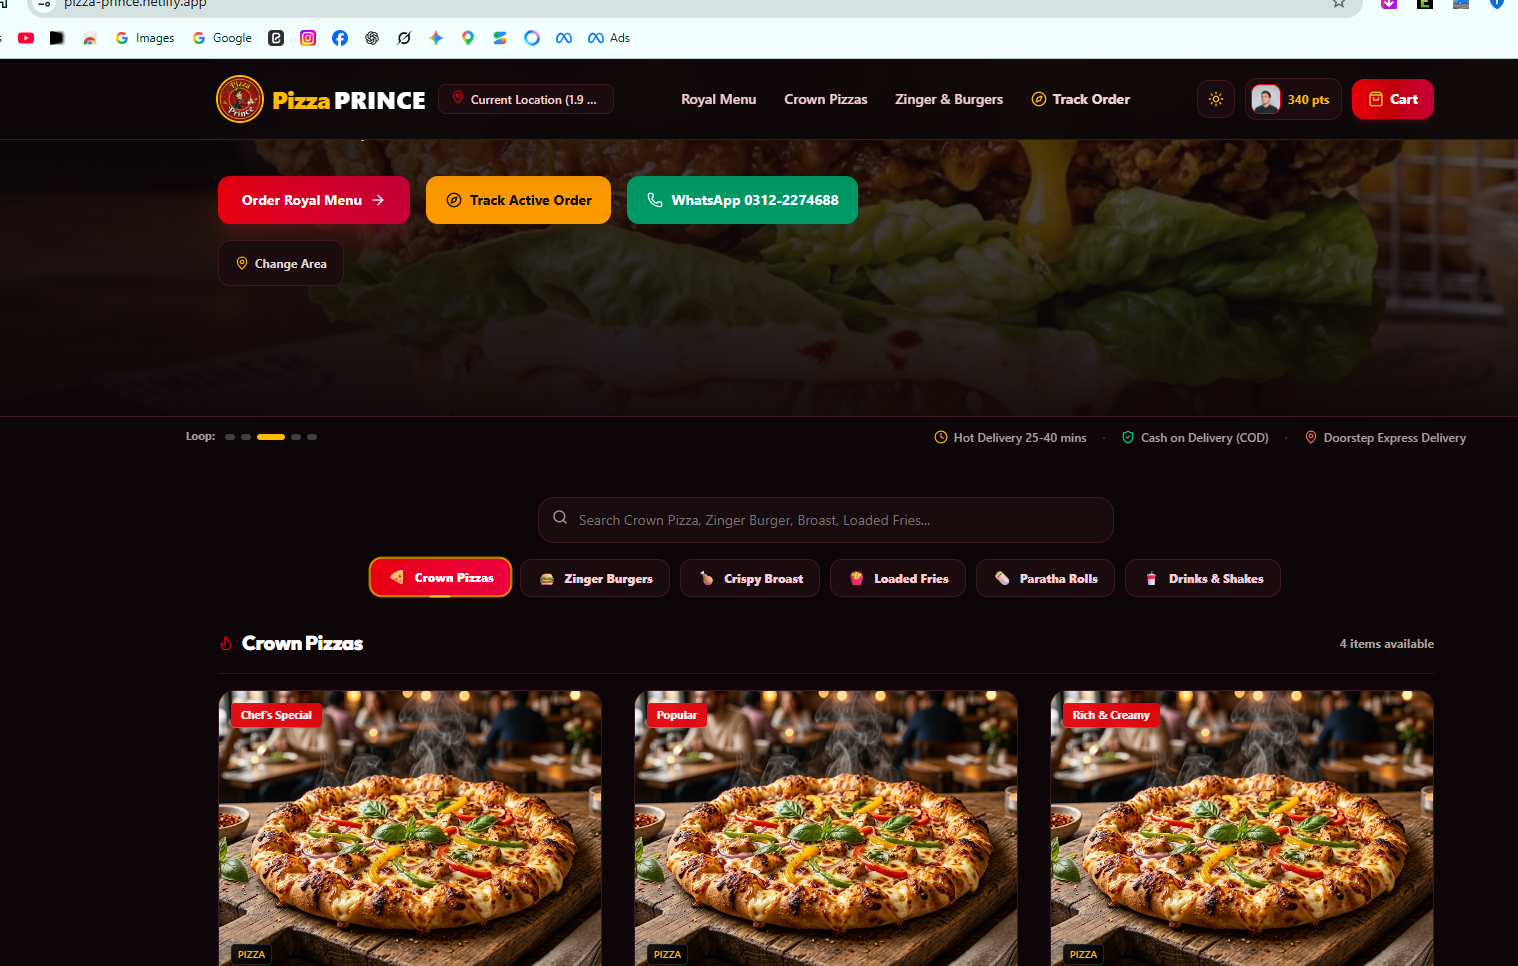 pizza-prince.netlify.app
Images
Google
Ads
Pizza Prince
Pizza PRINCE
Current Location (1.9 ...
Royal Menu
Crown Pizzas
Zinger & Burgers
Track Order
340 pts
Cart
Order Royal Menu →
Track Active Order
WhatsApp 0312-2274688
Change Area
Loop:
Hot Delivery 25-40 mins · Cash on Delivery (COD) · Doorstep Express Delivery
Search Crown Pizza, Zinger Burger, Broast, Loaded Fries...
Crown Pizzas
Zinger Burgers
Crispy Broast
Loaded Fries
Paratha Rolls
Drinks & Shakes
Crown Pizzas
4 items available
Chef's Special
Popular
Rich & Creamy
PIZZA
PIZZA
PIZZA